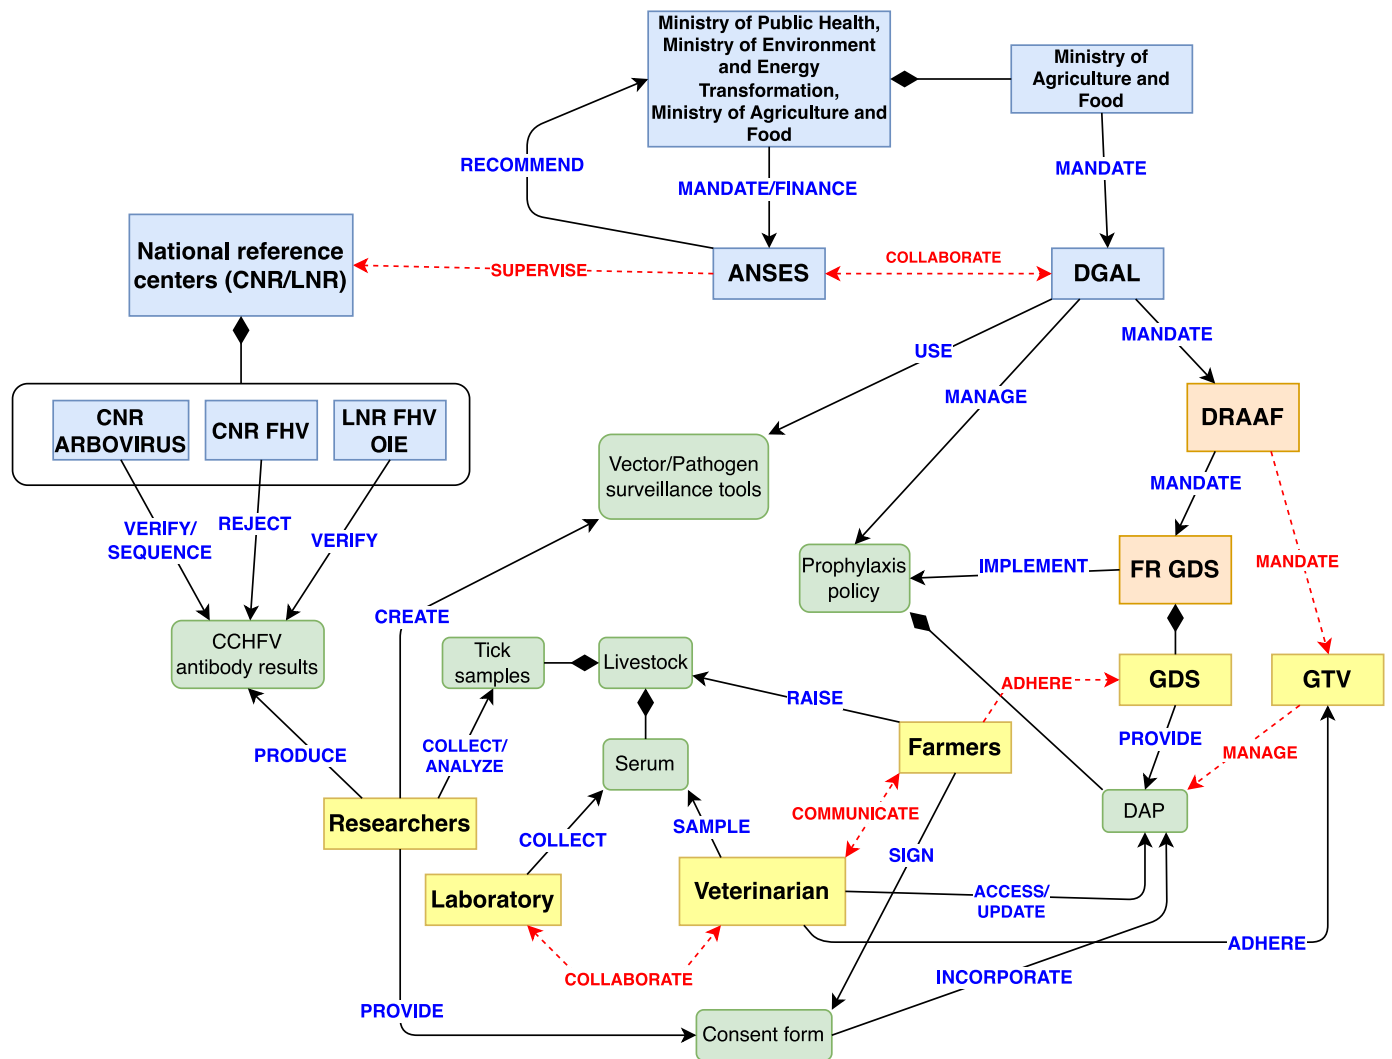 Ministry of Public Health,
Ministry of Environment
and Energy
Transformation,
Ministry of Agriculture and
Food
Ministry of
Agriculture and
Food
RECOMMEND
MANDATE/FINANCE
MANDATE
National reference
centers (CNR/LNR)
SUPERVISE
ANSES
COLLABORATE
DGAL
USE
MANAGE
MANDATE
CNR
ARBOVIRUS
CNR FHV
LNR FHV
OIE
DRAAF
Vector/Pathogen
surveillance tools
MANDATE
VERIFY/
SEQUENCE
REJECT
VERIFY
Prophylaxis
policy
IMPLEMENT
FR GDS
MANDATE
CREATE
CCHFV
antibody results
Tick
samples
Livestock
RAISE
ADHERE
GDS
GTV
PRODUCE
COLLECT/
ANALYZE
Serum
Farmers
PROVIDE
MANAGE
Researchers
COLLECT
SAMPLE
COMMUNICATE
DAP
SIGN
Laboratory
Veterinarian
ACCESS/
UPDATE
ADHERE
COLLABORATE
INCORPORATE
PROVIDE
Consent form